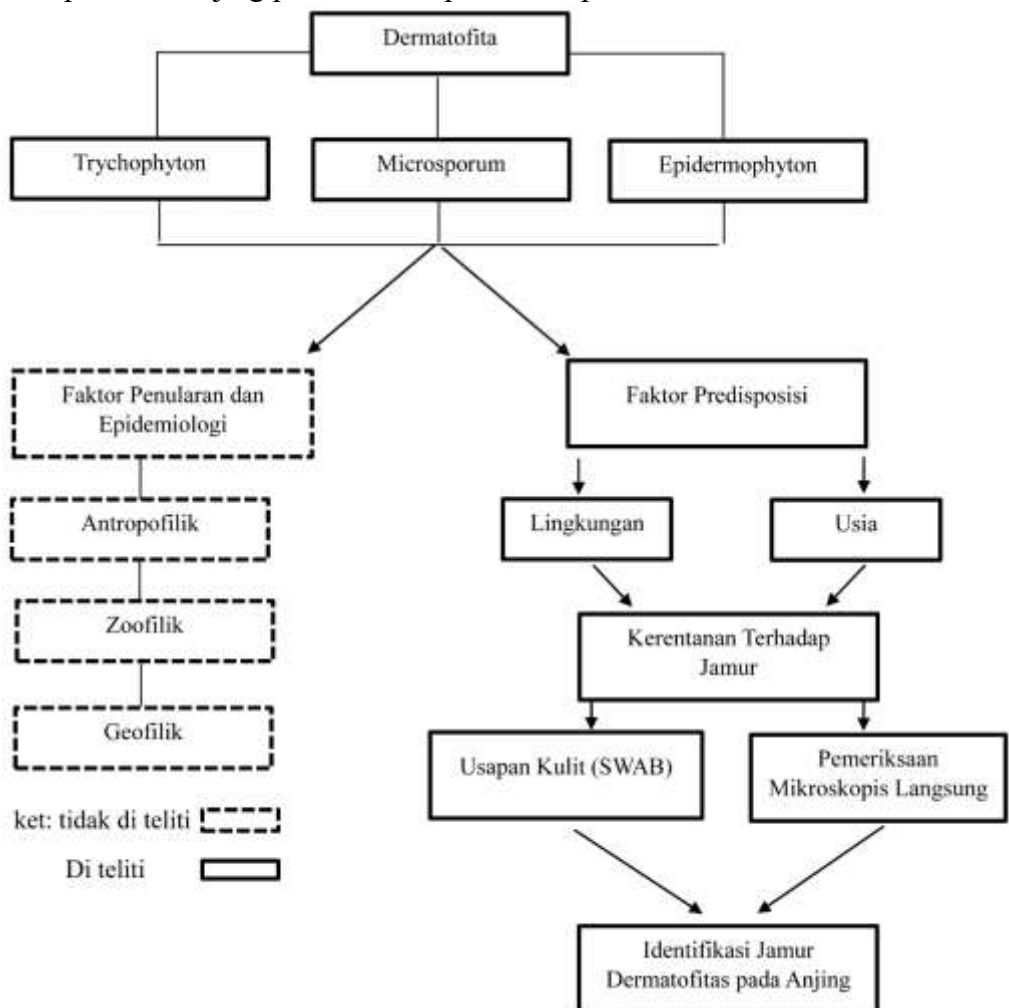 Dermatofita
Trychophyton
Microsporum
Epidermophyton
Faktor Penularan dan
Epidemiologi
Faktor Predisposisi
Antropofilik
Lingkungan
Usia
Zoofilik
Kerentanan Terhadap
Jamur
Geofilik
Usapan Kulit (SWAB)
Pemeriksaan
Mikroskopis Langsung
ket: tidak di teliti
Di teliti
Identifikasi Jamur
Dermatofitas pada Anjing